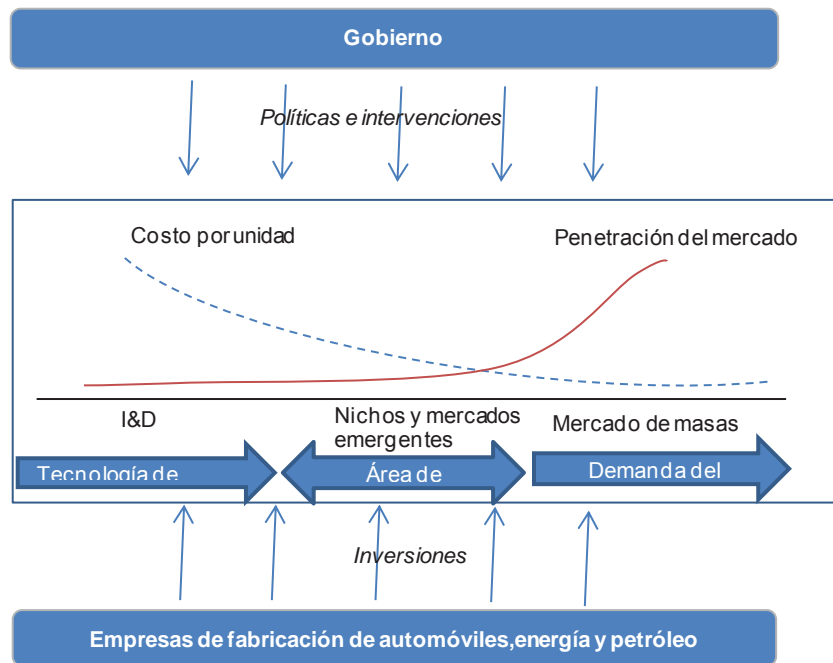 Gobierno
Políticas e intervenciones
Costo por unidad
Penetración del mercado
I&D
Nichos y mercados
emergentes
Mercado de masas
Tecnología de
Área de
Demanda del
Inversiones
Empresas de fabricación de automóviles,energía y petróleo